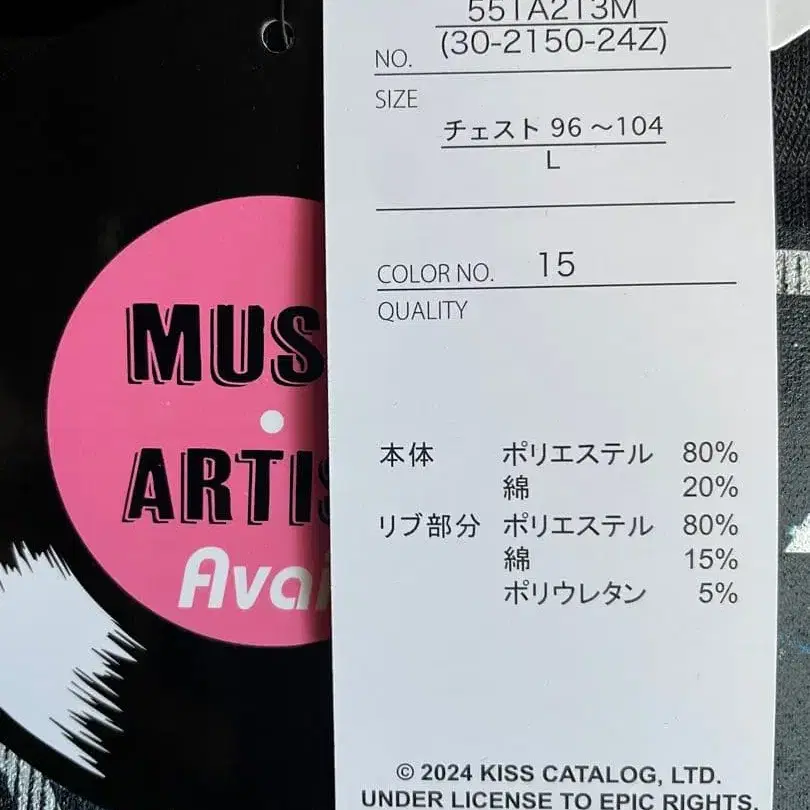 551A213M
(30-2150-24Z)
NO.
SIZE
チェスト 96～104
L
COLOR NO. 15
QUALITY
本体 ポリエステル 80%
綿 20%
リブ部分 ポリエステル 80%
綿 15%
ポリウレタン 5%
© 2024 KISS CATALOG, LTD.
UNDER LICENSE TO EPIC RIGHTS.
MUS
ARTIS
Avai